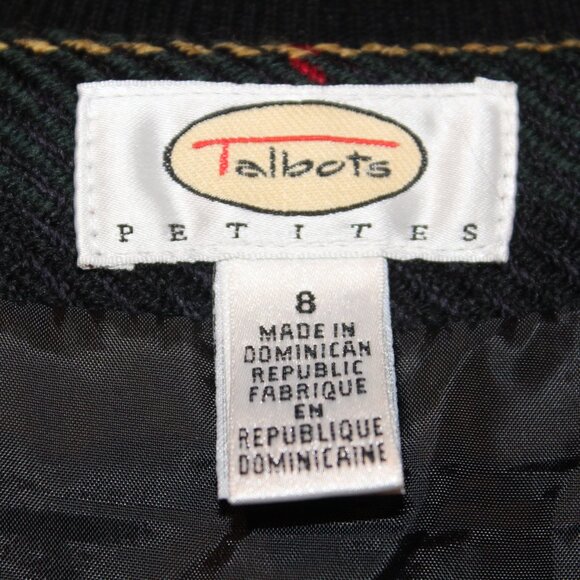 Talbots
PETITES
8
MADE IN
DOMINICAN
REPUBLIC
FABRIQUE
EN
REPUBLIQUE
DOMINICAINE